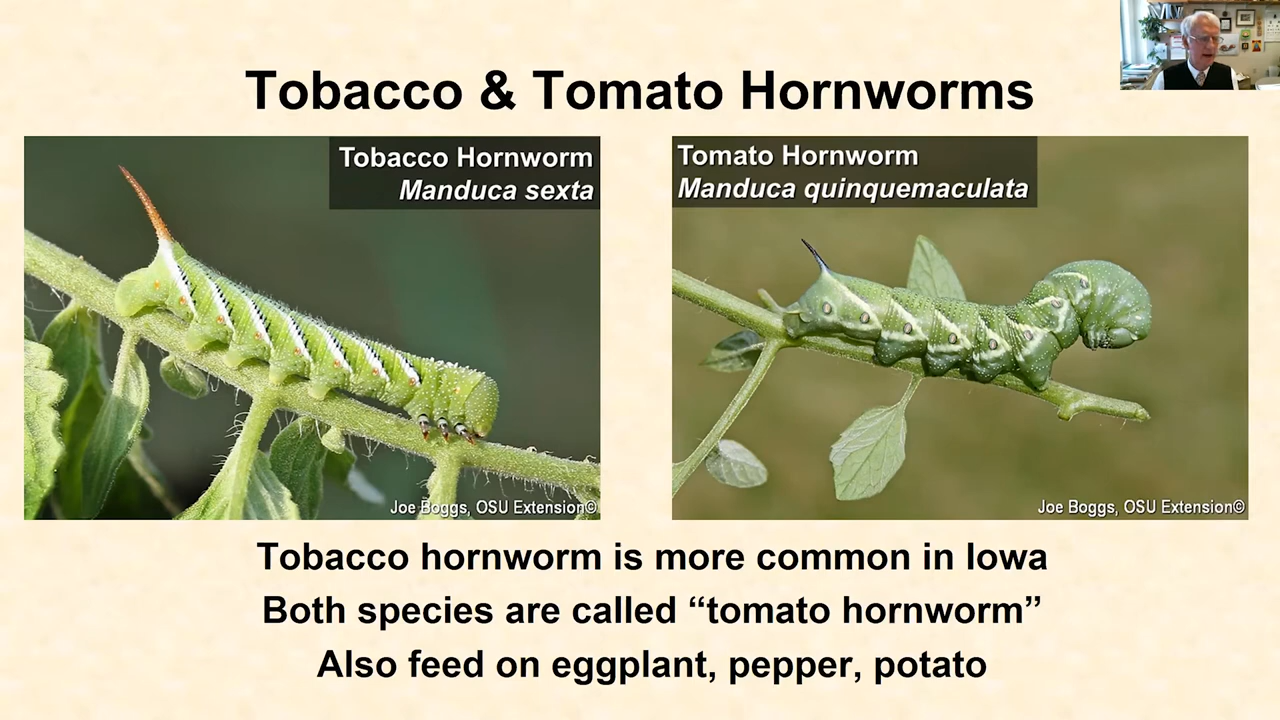 Tobacco & Tomato Hornworms
Tobacco Hornworm
Manduca sexta
Joe Boggs, OSU Extension©
Tomato Hornworm
Manduca quinquemaculata
Joe Boggs, OSU Extension©
Tobacco hornworm is more common in Iowa
Both species are called “tomato hornworm”
Also feed on eggplant, pepper, potato